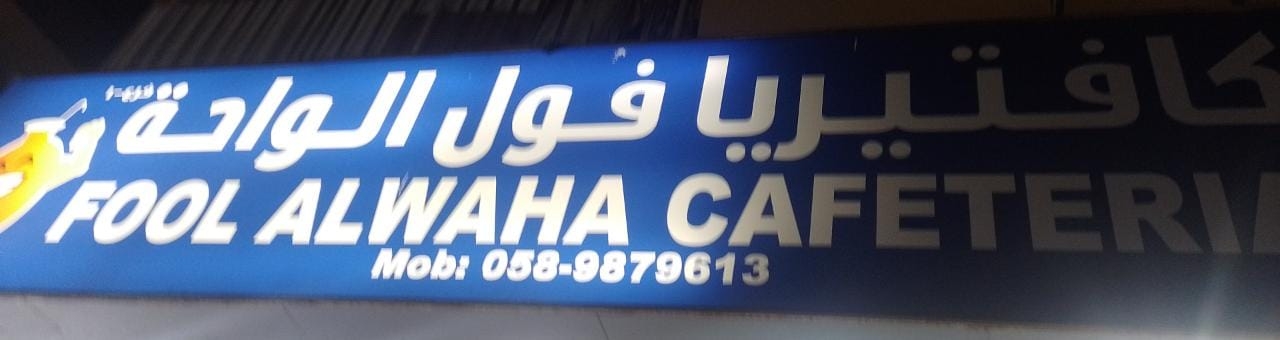 كافتيريا فول الواحة
FOOL ALWAHA CAFETERI
Mob: 058-9879613